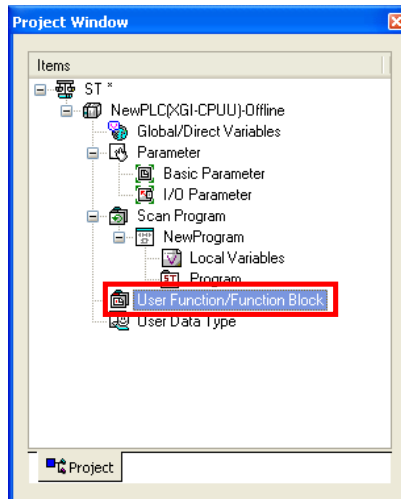 Project Window
Items
ST *
NewPLC(XGI-CPUU)-Offline
Global/Direct Variables
Parameter
Basic Parameter
I/O Parameter
Scan Program
NewProgram
Local Variables
ST Program
User Function/Function Block
User Data Type
Project